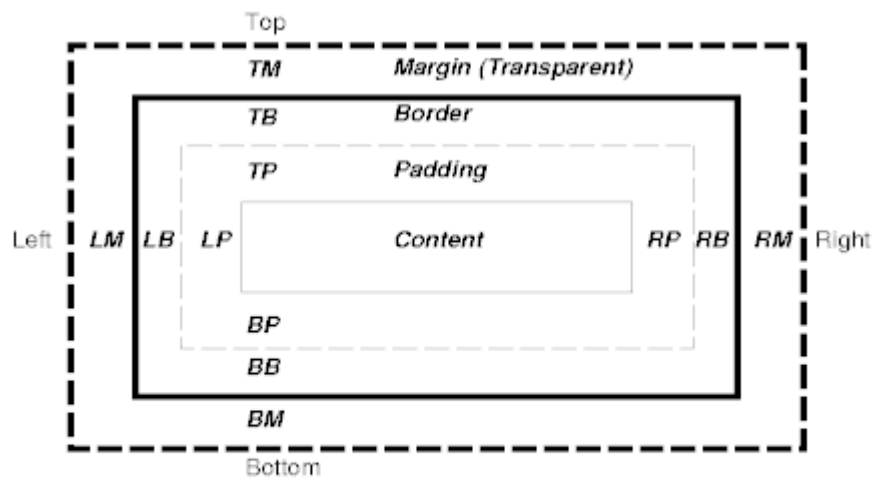 Top
TM Margin (Transparent)
TB Border
TP Padding
Left LM LB LP Content RP RB RM Right
BP
BB
BM
Bottom